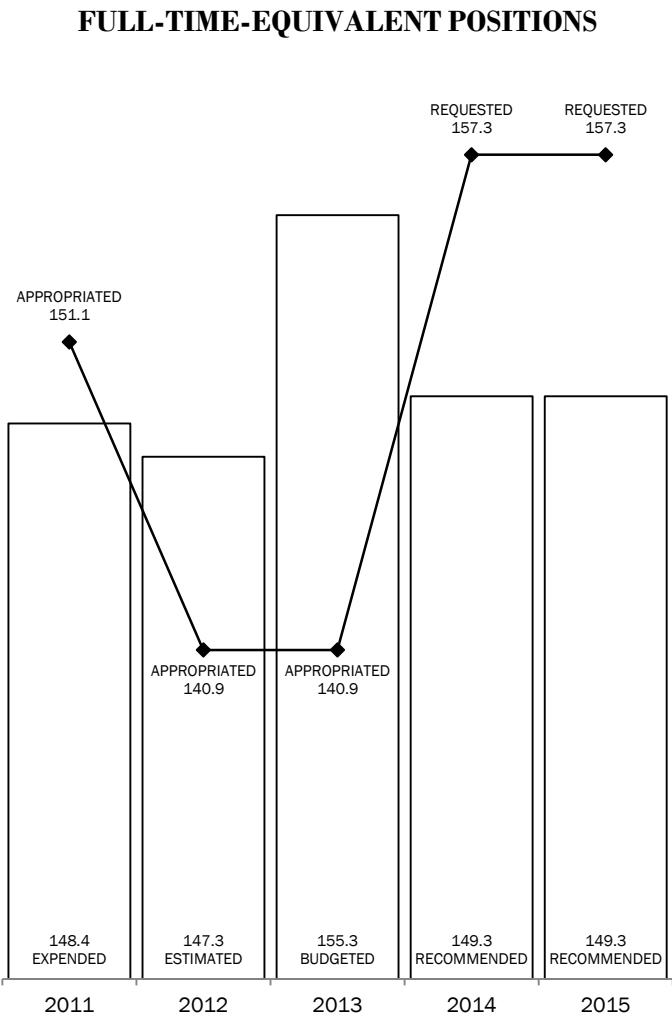 FULL-TIME-EQUIVALENT POSITIONS
REQUESTED
157.3
REQUESTED
157.3
APPROPRIATED
151.1
APPROPRIATED
140.9
APPROPRIATED
140.9
148.4
EXPENDED
147.3
ESTIMATED
155.3
BUDGETED
149.3
RECOMMENDED
149.3
RECOMMENDED
2011
2012
2013
2014
2015